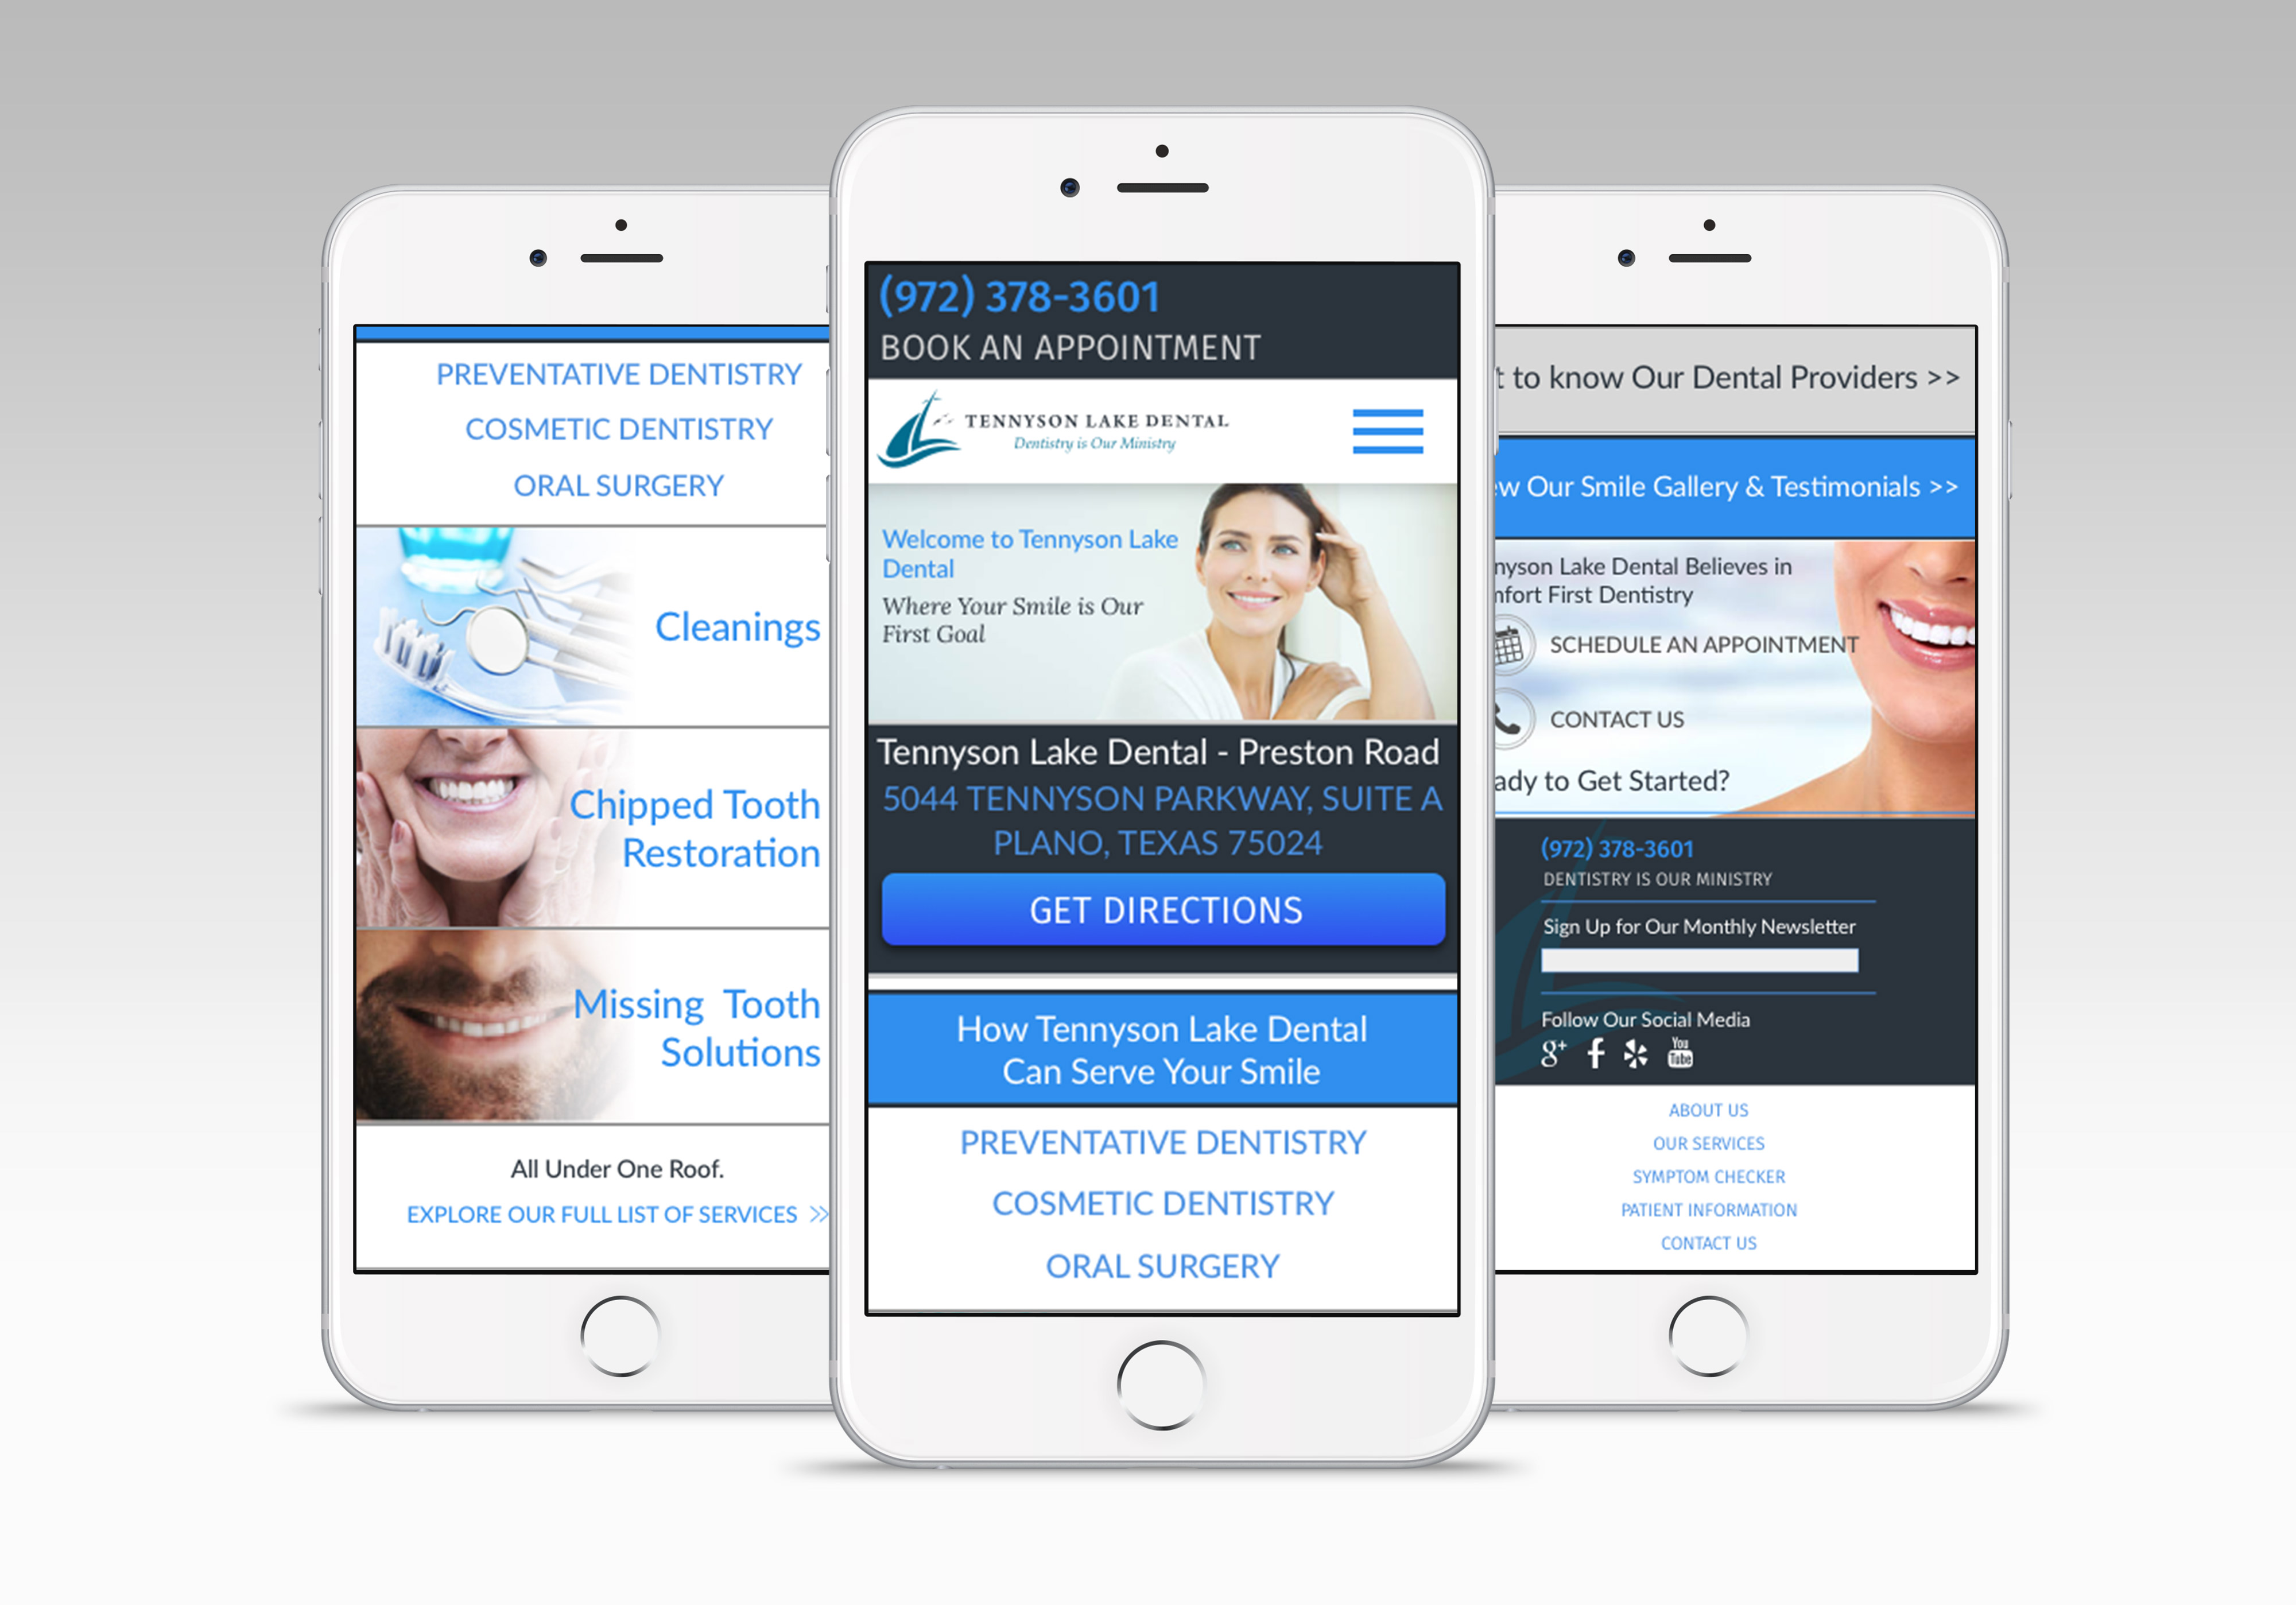 PREVENTATIVE DENTISTRY
COSMETIC DENTISTRY
ORAL SURGERY
Cleanings
Chipped Tooth
Restoration
Missing Tooth
Solutions
All Under One Roof.
EXPLORE OUR FULL LIST OF SERVICES >>
(972) 378-3601
BOOK AN APPOINTMENT
TENNYSON LAKE DENTAL
Dentistry is Our Ministry
Welcome to Tennyson Lake
Dental
Where Your Smile is Our
First Goal
Tennyson Lake Dental - Preston Road
5044 TENNYSON PARKWAY, SUITE A
PLANO, TEXAS 75024
GET DIRECTIONS
How Tennyson Lake Dental
Can Serve Your Smile
PREVENTATIVE DENTISTRY
COSMETIC DENTISTRY
ORAL SURGERY
t to know Our Dental Providers >>
ew Our Smile Gallery & Testimonials >>
nyson Lake Dental Believes in
nfort First Dentistry
SCHEDULE AN APPOINTMENT
CONTACT US
ady to Get Started?
(972) 378-3601
DENTISTRY IS OUR MINISTRY
Sign Up for Our Monthly Newsletter
Follow Our Social Media
g+ f You Tube
ABOUT US
OUR SERVICES
SYMPTOM CHECKER
PATIENT INFORMATION
CONTACT US